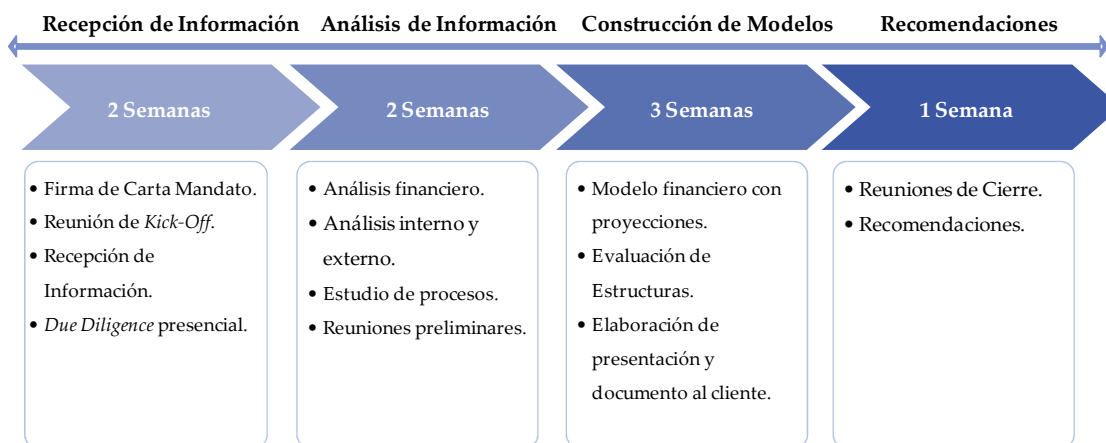 Recepción de Información
Análisis de Información
Construcción de Modelos
Recomendaciones
2 Semanas
2 Semanas
3 Semanas
1 Semana
• Firma de Carta Mandato.
• Reunión de Kick-Off.
• Recepción de
Información.
• Due Diligence presencial.
• Análisis financiero.
• Análisis interno y
externo.
• Estudio de procesos.
• Reuniones preliminares.
• Modelo financiero con
proyecciones.
• Evaluación de
Estructuras.
• Elaboración de
presentación y
documento al cliente.
• Reuniones de Cierre.
• Recomendaciones.